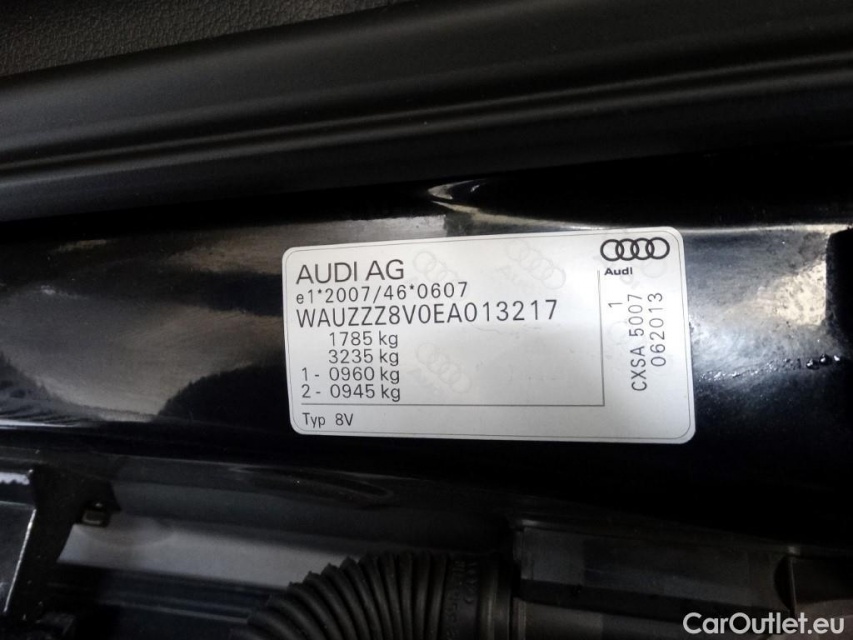 AUDI AG
e1*2007/46*0607
WAUZZZ8V0EA013217
1785 kg
3235 kg
1 - 0960 kg
2 - 0945 kg
Typ 8V
Audi
1
CXSA 5007
062013
CarOutlet.eu